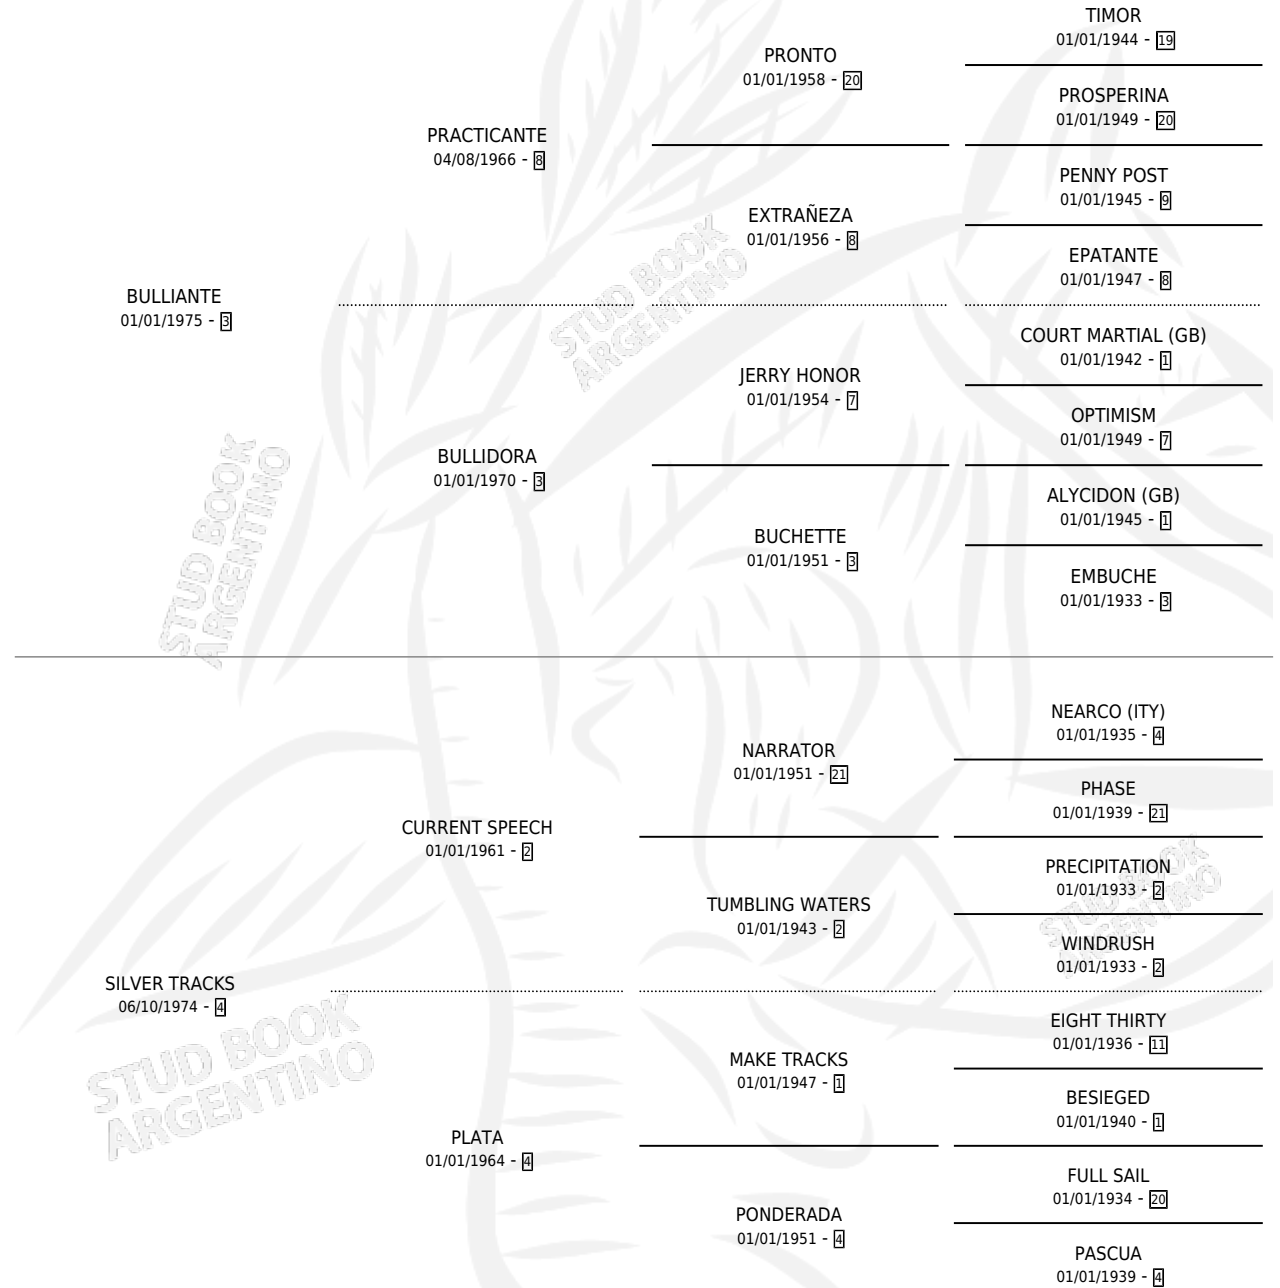 TIMOR
01/01/1944 - 19
PRONTO
01/01/1958 - 20
PROSPERINA
01/01/1949 - 20
PRACTICANTE
04/08/1966 - 8
PENNY POST
01/01/1945 - 9
EXTRAÑEZA
01/01/1956 - 8
EPATANTE
01/01/1947 - 8
BULLIANTE
01/01/1975 - 3
COURT MARTIAL (GB)
01/01/1942 - 1
JERRY HONOR
01/01/1954 - 7
OPTIMISM
01/01/1949 - 7
BULLIDORA
01/01/1970 - 3
ALYCIDON (GB)
01/01/1945 - 1
BUCHETTE
01/01/1951 - 3
EMBUCHE
01/01/1933 - 3
STUD BOOK
ARGENTINO
STUD BOOK
ARGENTINO
NEARCO (ITY)
01/01/1935 - 4
NARRATOR
01/01/1951 - 21
PHASE
01/01/1939 - 21
CURRENT SPEECH
01/01/1961 - 2
PRECIPITATION
01/01/1933 - 2
TUMBLING WATERS
01/01/1943 - 2
WINDRUSH
01/01/1933 - 2
SILVER TRACKS
06/10/1974 - 4
EIGHT THIRTY
01/01/1936 - 11
MAKE TRACKS
01/01/1947 - 1
BESIEGED
01/01/1940 - 1
PLATA
01/01/1964 - 4
FULL SAIL
01/01/1934 - 20
PONDERADA
01/01/1951 - 4
PASCUA
01/01/1939 - 4
STUD BOOK
ARGENTINO
STUD BOOK
ARGENTINO